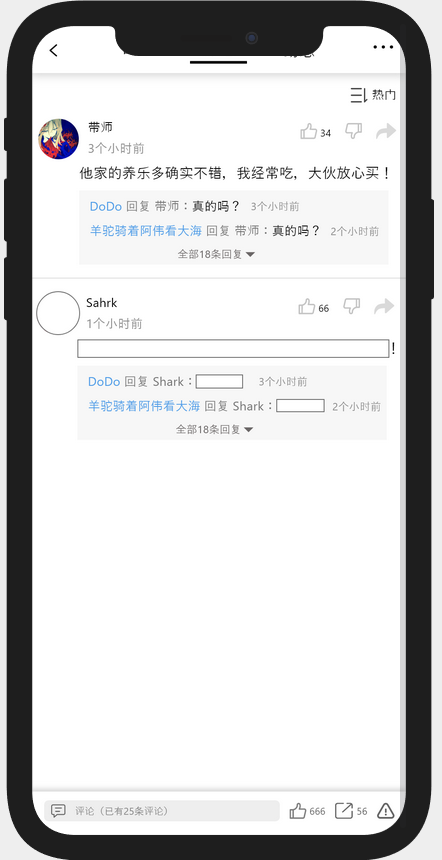 热门
带师
3个小时前
34
他家的养乐多确实不错，我经常吃，大伙放心买！
DoDo 回复 带师：真的吗？ 3个小时前
羊驼骑着阿伟看大海 回复 带师：真的吗？ 2个小时前
全部18条回复
Sahrk
1个小时前
66
！
DoDo 回复 Shark： 3个小时前
羊驼骑着阿伟看大海 回复 Shark： 2个小时前
全部18条回复
评论（已有25条评论） 666 56